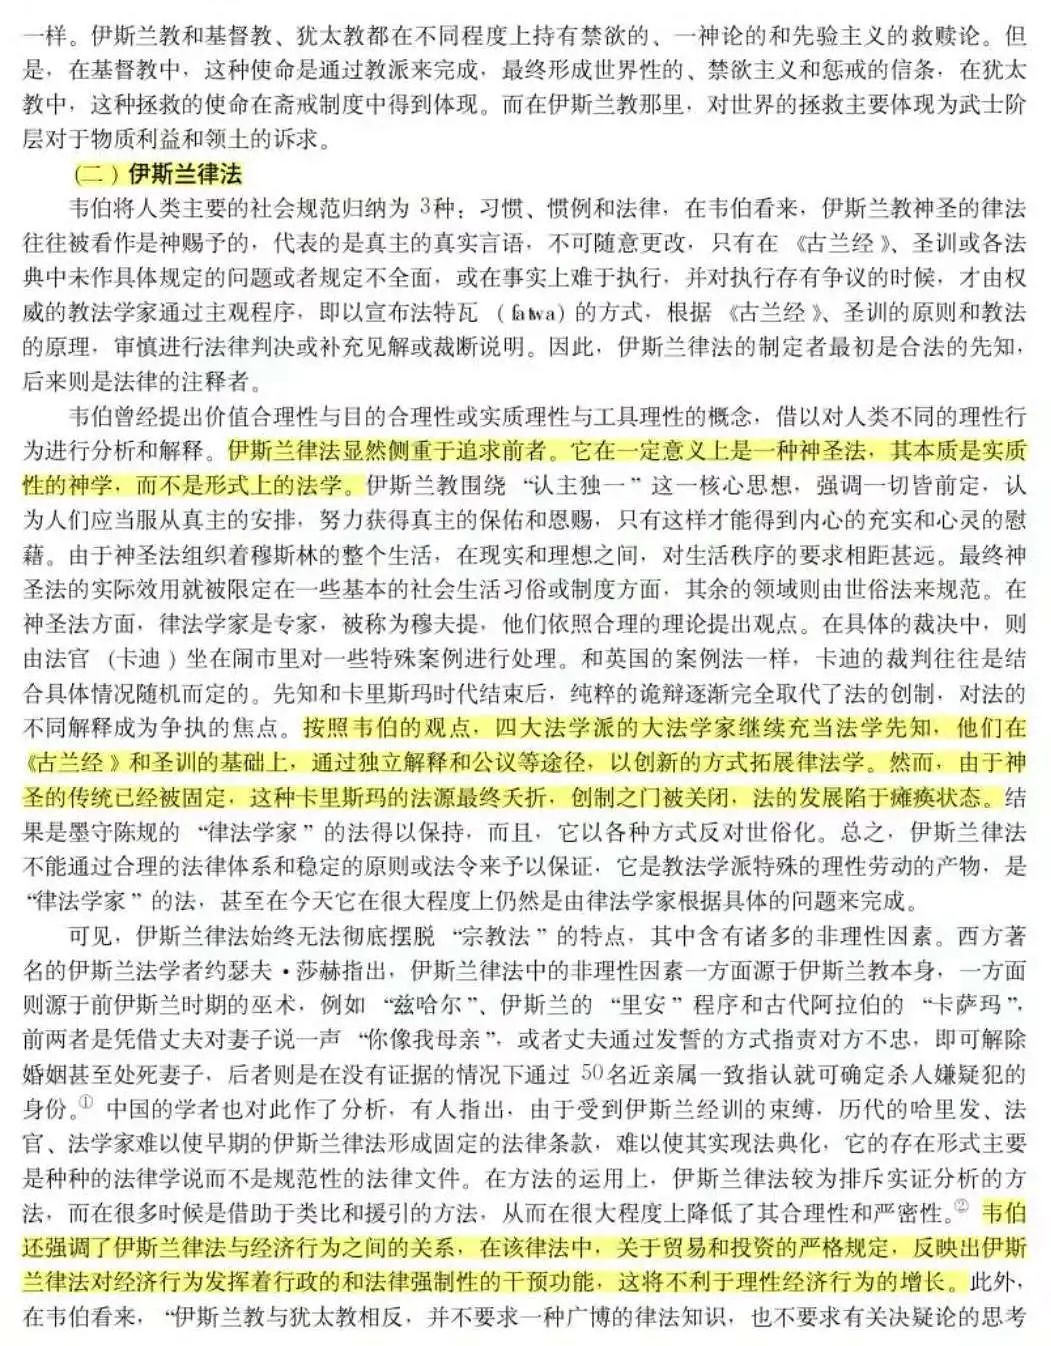 一样。伊斯兰教和基督教、犹太教都在不同程度上持有禁欲的、一神论的和先验主义的救赎论。但
是，在基督教中，这种使命是通过教派来完成，最终形成世界性的、禁欲主义和惩戒的信条，在犹太
教中，这种拯救的使命在斋戒制度中得到体现。而在伊斯兰教那里，对世界的拯救主要体现为武士阶
层对于物质利益和领土的诉求。
(二) 伊斯兰律法
韦伯将人类主要的社会规范归纳为 3种：习惯、惯例和法律，在韦伯看来，伊斯兰教神圣的律法
往往被看作是神赐予的，代表的是真主的真实言语，不可随意更改，只有在《古兰经》、圣训或各法
典中未作具体规定的问题或者规定不全面，或在事实上难于执行，并对执行存有争议的时候，才由权
威的教法学家通过主观程序，即以宣布法特瓦 (fatwa) 的方式，根据《古兰经》、圣训的原则和教法
的原理，审慎进行法律判决或补充见解或裁断说明。因此，伊斯兰律法的制定者最初是合法的先知，
后来则是法律的注释者。
韦伯曾经提出价值合理性与目的合理性或实质理性与工具理性的概念，借以对人类不同的理性行
为进行分析和解释。伊斯兰律法显然侧重于追求前者。它在一定意义上是一种神圣法，其本质是实质
性的神学，而不是形式上的法学。伊斯兰教围绕“认主独一”这一核心思想，强调一切皆前定，认
为人们应当服从真主的安排，努力获得真主的保佑和恩赐，只有这样才能得到内心的充实和心灵的慰
藉。由于神圣法组织着穆斯林的整个生活，在现实和理想之间，对生活秩序的要求相距甚远。最终神
圣法的实际效用就被限定在一些基本的社会生活习俗或制度方面，其余的领域则由世俗法来规范。在
神圣法方面，律法学家是专家，被称为穆夫提，他们依照合理的理论提出观点。在具体的裁决中，则
由法官 (卡迪) 坐在闹市里对一些特殊案例进行处理。和英国的案例法一样，卡迪的裁判往往是结
合具体情况随机而定的。先知和卡里斯玛时代结束后，纯粹的诡辩逐渐完全取代了法的创制，对法的
不同解释成为争执的焦点。按照韦伯的观点，四大法学派的大法学家继续充当法学先知，他们在
《古兰经》和圣训的基础上，通过独立解释和公议等途径，以创新的方式拓展律法学。然而，由于神
圣的传统已经被固定，这种卡里斯玛的法源最终夭折，创制之门被关闭，法的发展陷于瘫痪状态。结
果是墨守陈规的“律法学家”的法得以保持，而且，它以各种方式反对世俗化。总之，伊斯兰律法
不能通过合理的法律体系和稳定的原则或法令来予以保证，它是教法学派特殊的理性劳动的产物，是
“律法学家”的法，甚至在今天它在很大程度上仍然是由律法学家根据具体的问题来完成。
可见，伊斯兰律法始终无法彻底摆脱“宗教法”的特点，其中含有诸多的非理性因素。西方著
名的伊斯兰法学者约瑟夫·莎赫指出，伊斯兰律法中的非理性因素一方面源于伊斯兰教本身，一方面
则源于前伊斯兰时期的巫术，例如“兹哈尔”、伊斯兰的“里安”程序和古代阿拉伯的“卡萨玛”，
前两者是凭借丈夫对妻子说一声“你像我母亲”，或者丈夫通过发誓的方式指责对方不忠，即可解除
婚姻甚至处死妻子，后者则是在没有证据的情况下通过 50名近亲属一致指认就可确定杀人嫌疑犯的
身份。① 中国的学者也对此作了分析，有人指出，由于受到伊斯兰经训的束缚，历代的哈里发、法
官、法学家难以使早期的伊斯兰律法形成固定的法律条款，难以使其实现法典化，它的存在形式主要
是种种的法律学说而不是规范性的法律文件。在方法的运用上，伊斯兰律法较为排斥实证分析的方
法，而在很多时候是借助于类比和援引的方法，从而在很大程度上降低了其合理性和严密性。② 韦伯
还强调了伊斯兰律法与经济行为之间的关系，在该律法中，关于贸易和投资的严格规定，反映出伊斯
兰律法对经济行为发挥着行政的和法律强制性的干预功能，这将不利于理性经济行为的增长。此外，
在韦伯看来，“伊斯兰教与犹太教相反，并不要求一种广博的律法知识，也不要求有关决疑论的思考